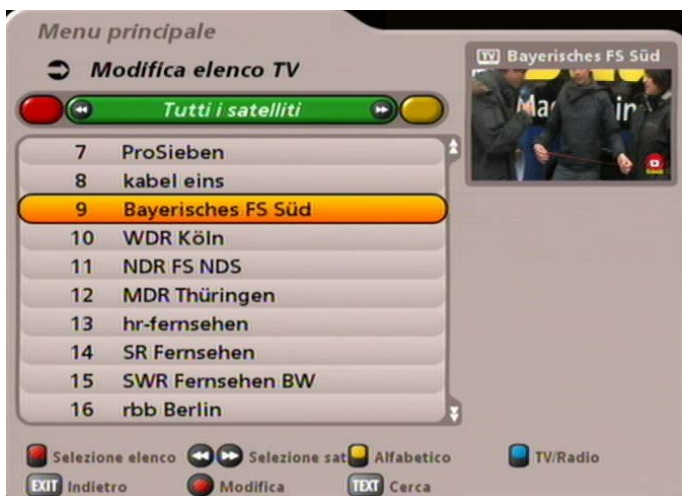 Menu principale
Modifica elenco TV
TV Bayerisches FS Süd
Tutti i satelliti
7 ProSieben
8 kabel eins
9 Bayerisches FS Süd
10 WDR Köln
11 NDR FS NDS
12 MDR Thüringen
13 hr-fernsehen
14 SR Fernsehen
15 SWR Fernsehen BW
16 rbb Berlin
Selezione elenco Selezione sat Alfabetico TV/Radio
EXIT Indietro Modifica TEXT Cerca